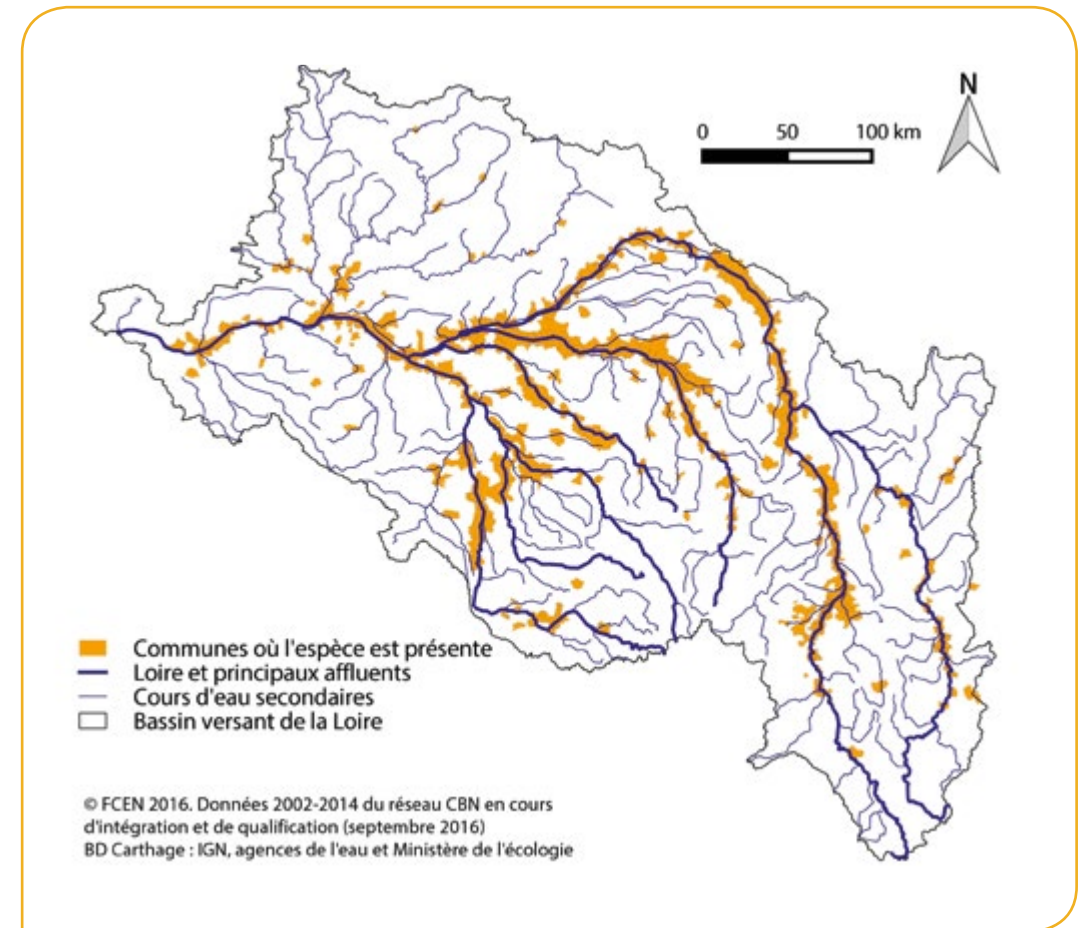 N
0 50 100 km
Communes où l'espèce est présente
Loire et principaux affluents
Cours d'eau secondaires
Bassin versant de la Loire
© FCEN 2016. Données 2002-2014 du réseau CBN en cours
d'intégration et de qualification (septembre 2016)
BD Carthage : IGN, agences de l'eau et Ministère de l'écologie